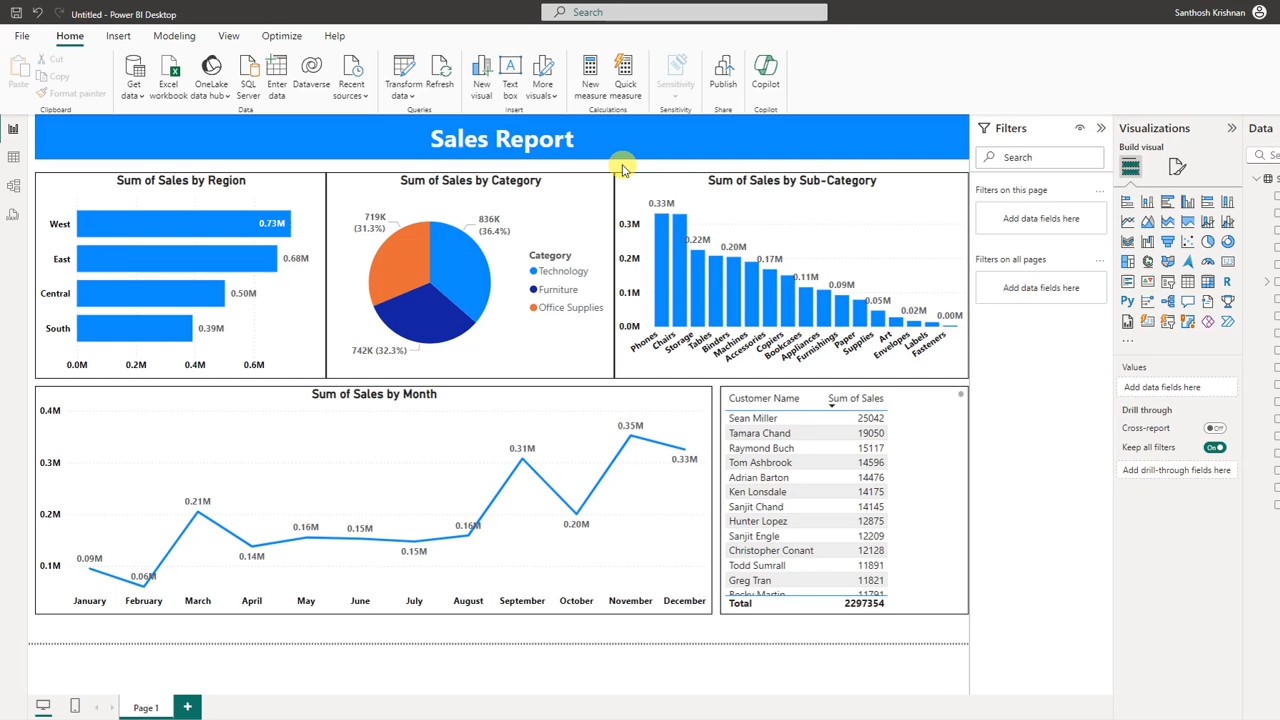 Untitled - Power BI Desktop
Search
Santhosh Krishnan
File Home Insert Modeling View Optimize Help
Paste
Cut
Copy
Format painter
Get data
Excel workbook
OneLake data hub
SQL Server
Enter data
Dataverse
Recent sources
Transform data
Refresh
New visual
Text box
More visuals
New measure
Quick measure
Sensitivity
Publish
Copilot
Clipboard Data Queries Insert Calculations Sensitivity Share Copilot
Sales Report
Sum of Sales by Region
West 0.73M
East 0.68M
Central 0.50M
South 0.39M
0.0M 0.2M 0.4M 0.6M
Sum of Sales by Category
719K
(31.3%)
836K
(36.4%)
742K (32.3%)
Category
Technology
Furniture
Office Supplies
Sum of Sales by Sub-Category
0.3M
0.2M
0.1M
0.0M
0.33M 0.22M 0.20M 0.17M 0.11M 0.09M 0.05M 0.02M 0.00M
Phones Chairs Storage Tables Binders Machines Accessories Copiers Bookcases Appliances Furnishings Paper Supplies Art Envelopes Labels Fasteners
Sum of Sales by Month
0.4M
0.3M
0.2M
0.1M
0.09M 0.06M 0.21M 0.14M 0.16M 0.15M 0.15M 0.16M 0.31M 0.20M 0.35M 0.33M
January February March April May June July August September October November December
Customer Name Sum of Sales
Sean Miller 25042
Tamara Chand 19050
Raymond Buch 15117
Tom Ashbrook 14596
Adrian Barton 14476
Ken Lonsdale 14175
Sanjit Chand 14145
Hunter Lopez 12875
Sanjit Engle 12209
Christopher Conant 12128
Todd Sumrall 11891
Greg Tran 11821
Becky Martin 11791
Total 2297354
Filters
Search
Filters on this page
Add data fields here
Filters on all pages
Add data fields here
Visualizations
Build visual
R
Py
123
Values
Add data fields here
Drill through
Cross-report Off
Keep all filters On
Add drill-through fields here
Data
Se
Page 1